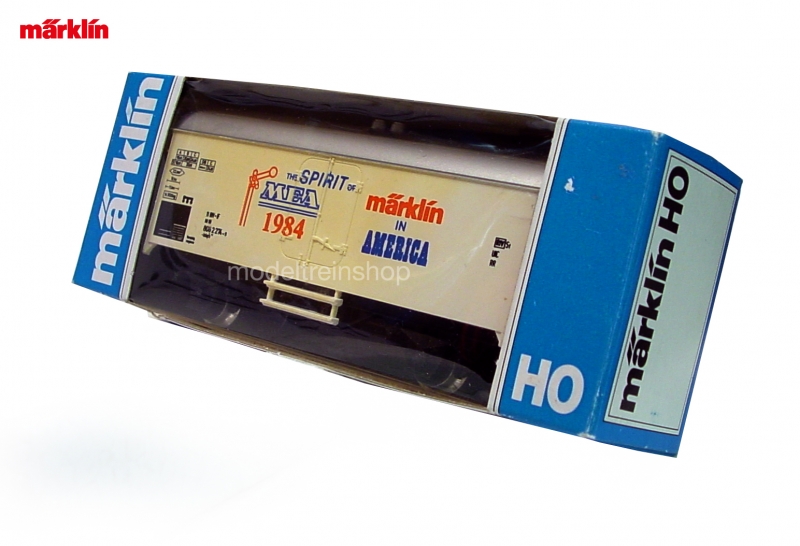 märklin
märklin
THE SPIRIT OF
MEA
1984
märklin
IN
AMERICA
modeltreinshop
HO
märklin HO